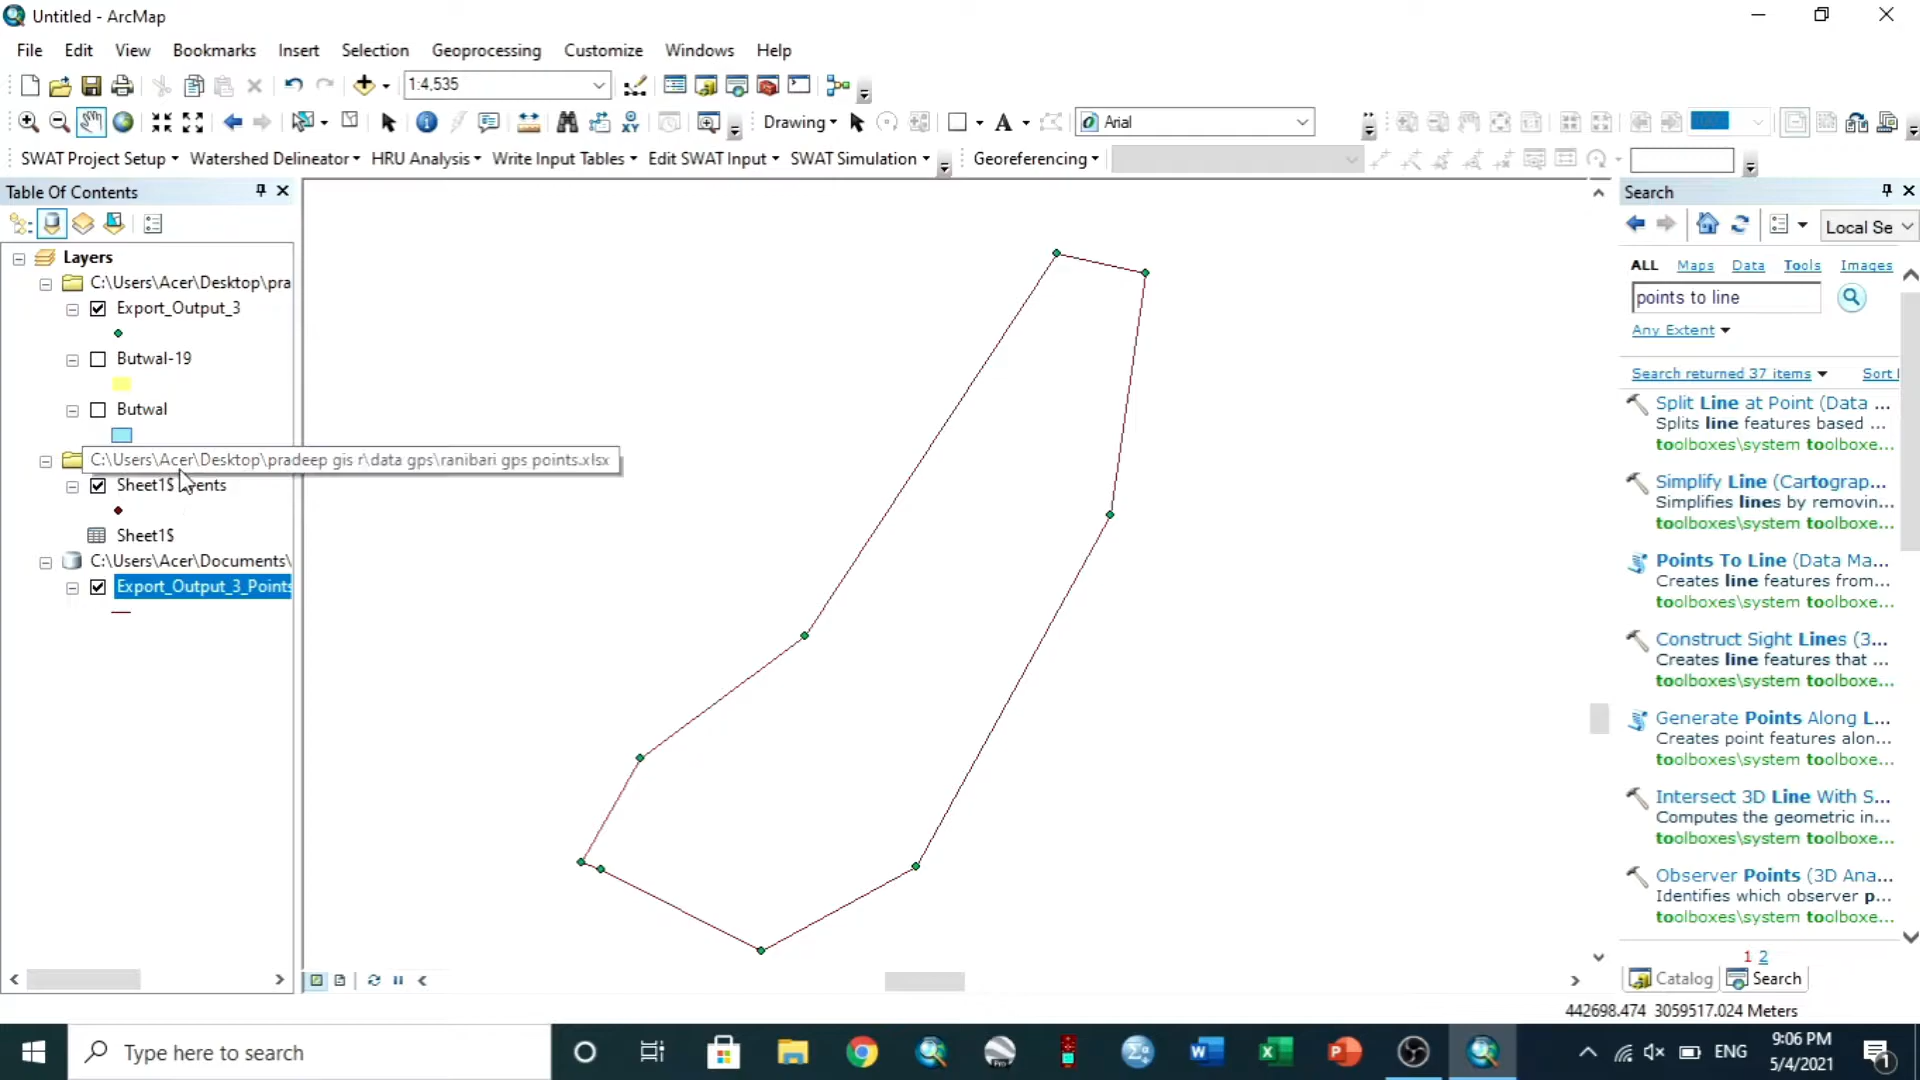 Untitled - ArcMap
File Edit View Bookmarks Insert Selection Geoprocessing Customize Windows Help
1:4,535
Drawing Arial
SWAT Project Setup Watershed Delineator HRU Analysis Write Input Tables Edit SWAT Input SWAT Simulation Georeferencing
Table Of Contents
Layers
C:\Users\Acer\Desktop\pra
Export_Output_3
Butwal-19
Butwal
C:\Users\Acer\Desktop\pradeep gis r\data gps\ranibari gps points.xlsx
Sheet1$ ents
Sheet1$
C:\Users\Acer\Documents\
Export_Output_3_Points
Search
Local Se
ALL Maps Data Tools Images
points to line
Any Extent
Search returned 37 items Sort
Split Line at Point (Data ...
Splits line features based ...
toolboxes\system toolboxe...
Simplify Line (Cartograp...
Simplifies lines by removin...
toolboxes\system toolboxe...
Points To Line (Data Ma...
Creates line features from...
toolboxes\system toolboxe...
Construct Sight Lines (3...
Creates line features that ...
toolboxes\system toolboxe...
Generate Points Along L...
Creates point features alon...
toolboxes\system toolboxe...
Intersect 3D Line With S...
Computes the geometric in...
toolboxes\system toolboxe...
Observer Points (3D Ana...
Identifies which observer p...
toolboxes\system toolboxe...
1 2
Catalog Search
442698.474 3059517.024 Meters
Type here to search
ENG
9:06 PM
5/4/2021
1